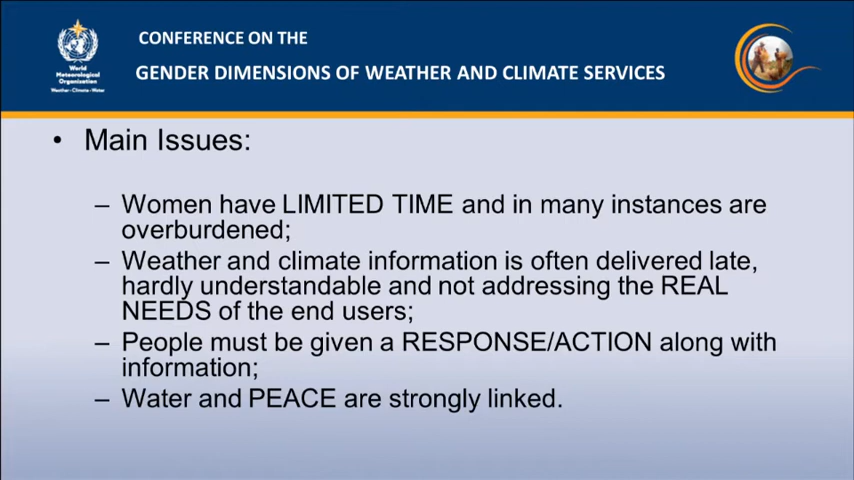 CONFERENCE ON THE
GENDER DIMENSIONS OF WEATHER AND CLIMATE SERVICES
World
Meteorological
Organization
Weather · Climate · Water
• Main Issues:
– Women have LIMITED TIME and in many instances are
overburdened;
– Weather and climate information is often delivered late,
hardly understandable and not addressing the REAL
NEEDS of the end users;
– People must be given a RESPONSE/ACTION along with
information;
– Water and PEACE are strongly linked.